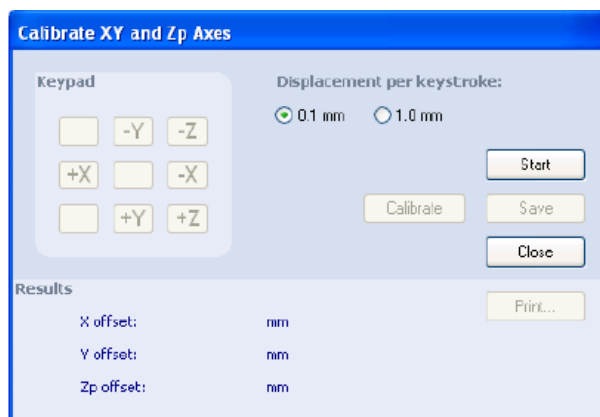 Calibrate XY and Zp Axes
Keypad
Displacement per keystroke:
0.1 mm 1.0 mm
-Y -Z
+X -X
+Y +Z
Start
Calibrate Save
Close
Results
Print...
X offset: mm
Y offset: mm
Zp offset: mm